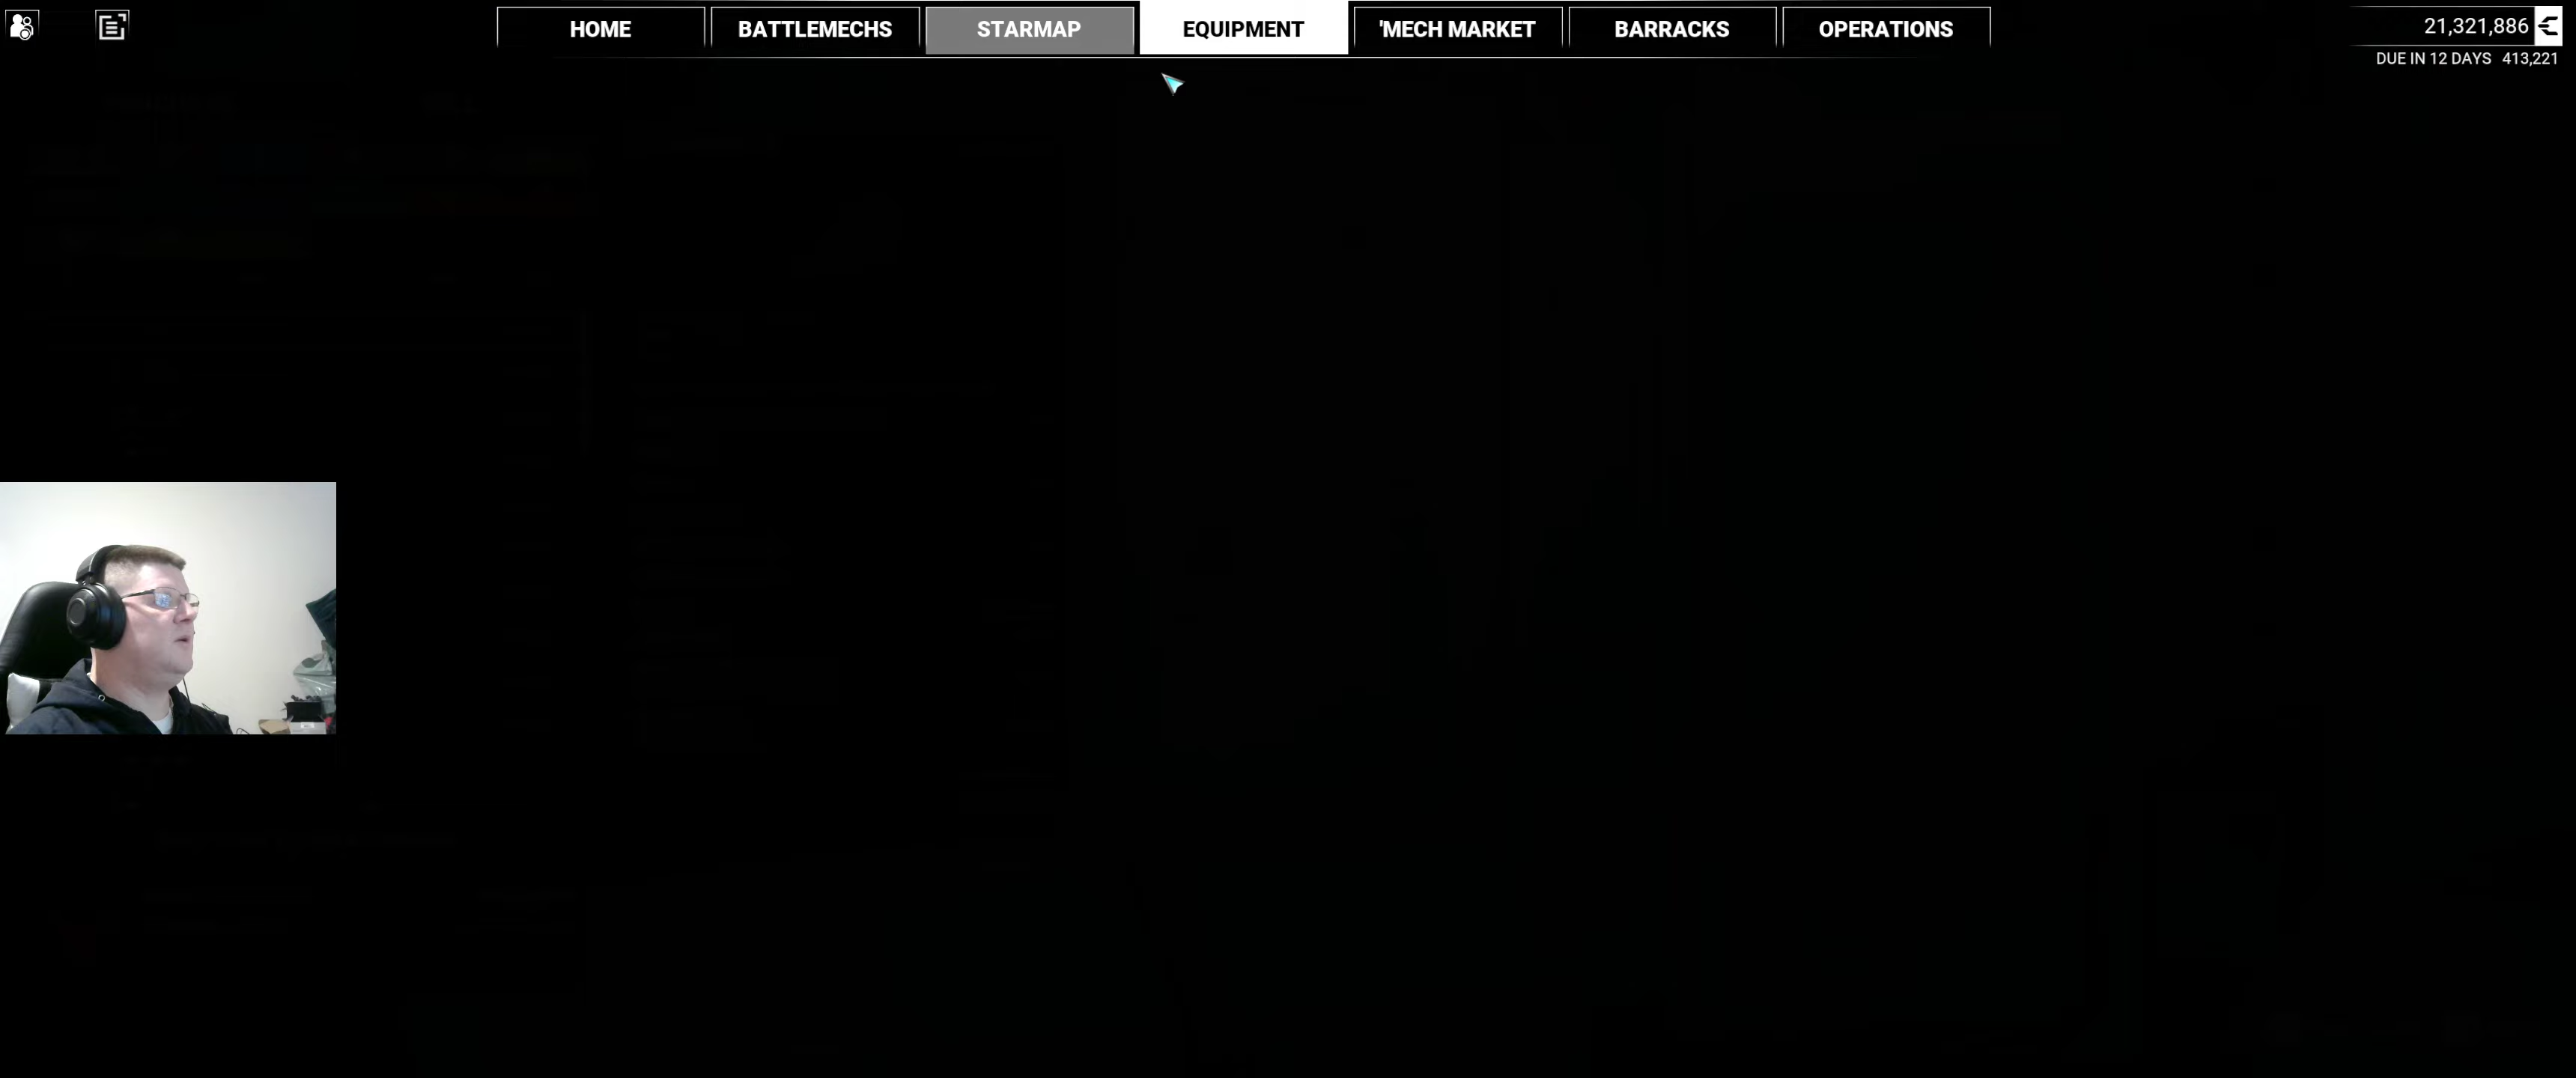 HOME
BATTLEMECHS
STARMAP
EQUIPMENT
'MECH MARKET
BARRACKS
OPERATIONS
21,321,886
DUE IN 12 DAYS 413,221